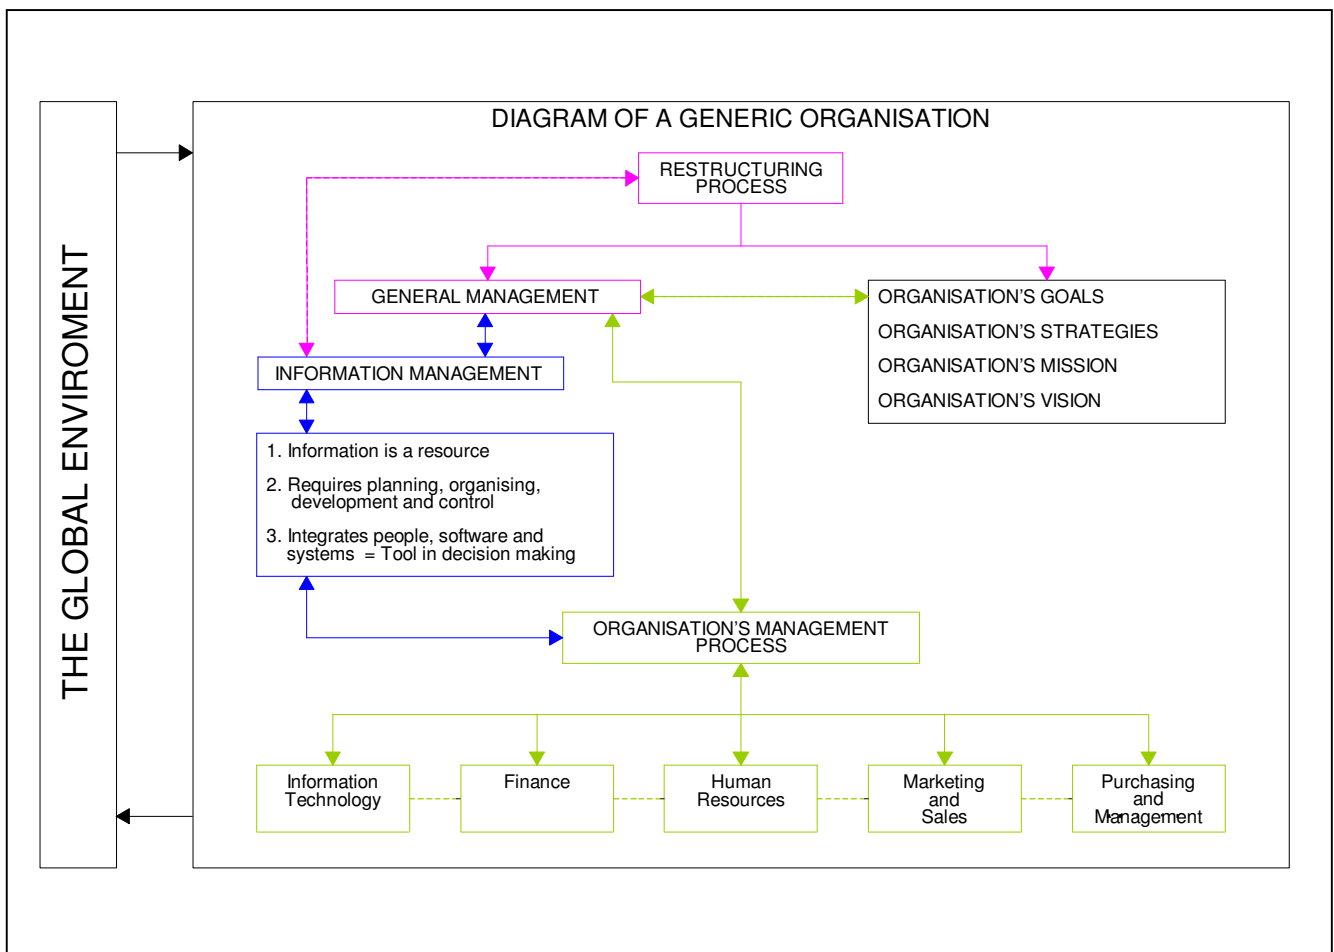 DIAGRAM OF A GENERIC ORGANISATION
THE GLOBAL ENVIROMENT
RESTRUCTURING
PROCESS
GENERAL MANAGEMENT
ORGANISATION'S GOALS
ORGANISATION'S STRATEGIES
ORGANISATION'S MISSION
ORGANISATION'S VISION
INFORMATION MANAGEMENT
1. Information is a resource
2. Requires planning, organising,
development and control
3. Integrates people, software and
systems = Tool in decision making
ORGANISATION'S MANAGEMENT
PROCESS
Information
Technology
Finance
Human
Resources
Marketing
and
Sales
Purchasing
and
Management